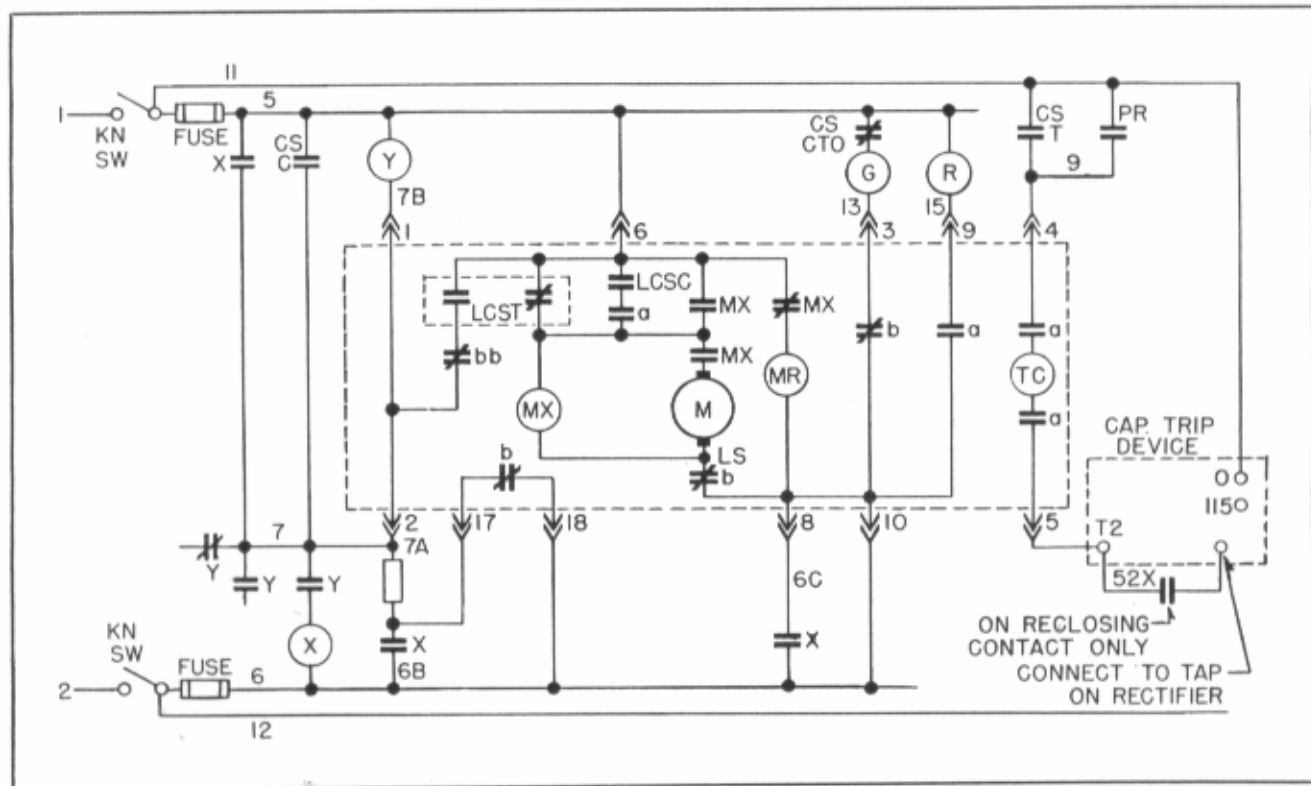 11
1
KN
SW
FUSE
5
X
CS
C
Y
7B
CS
CTO
G
R
CS
T
PR
9
13
15
1
6
3
9
4
LCSC
LCST
a
MX
MX
MX
bb
b
a
a
MX
M
MR
TC
a
LS
b
b
CAP. TRIP
DEVICE
O
115
T2
2
17
18
8
10
5
7
7A
Y
Y
Y
52X
6C
X
X
X
6B
ON RECLOSING
CONTACT ONLY
CONNECT TO TAP
ON RECTIFIER
KN
SW
FUSE
6
2
12